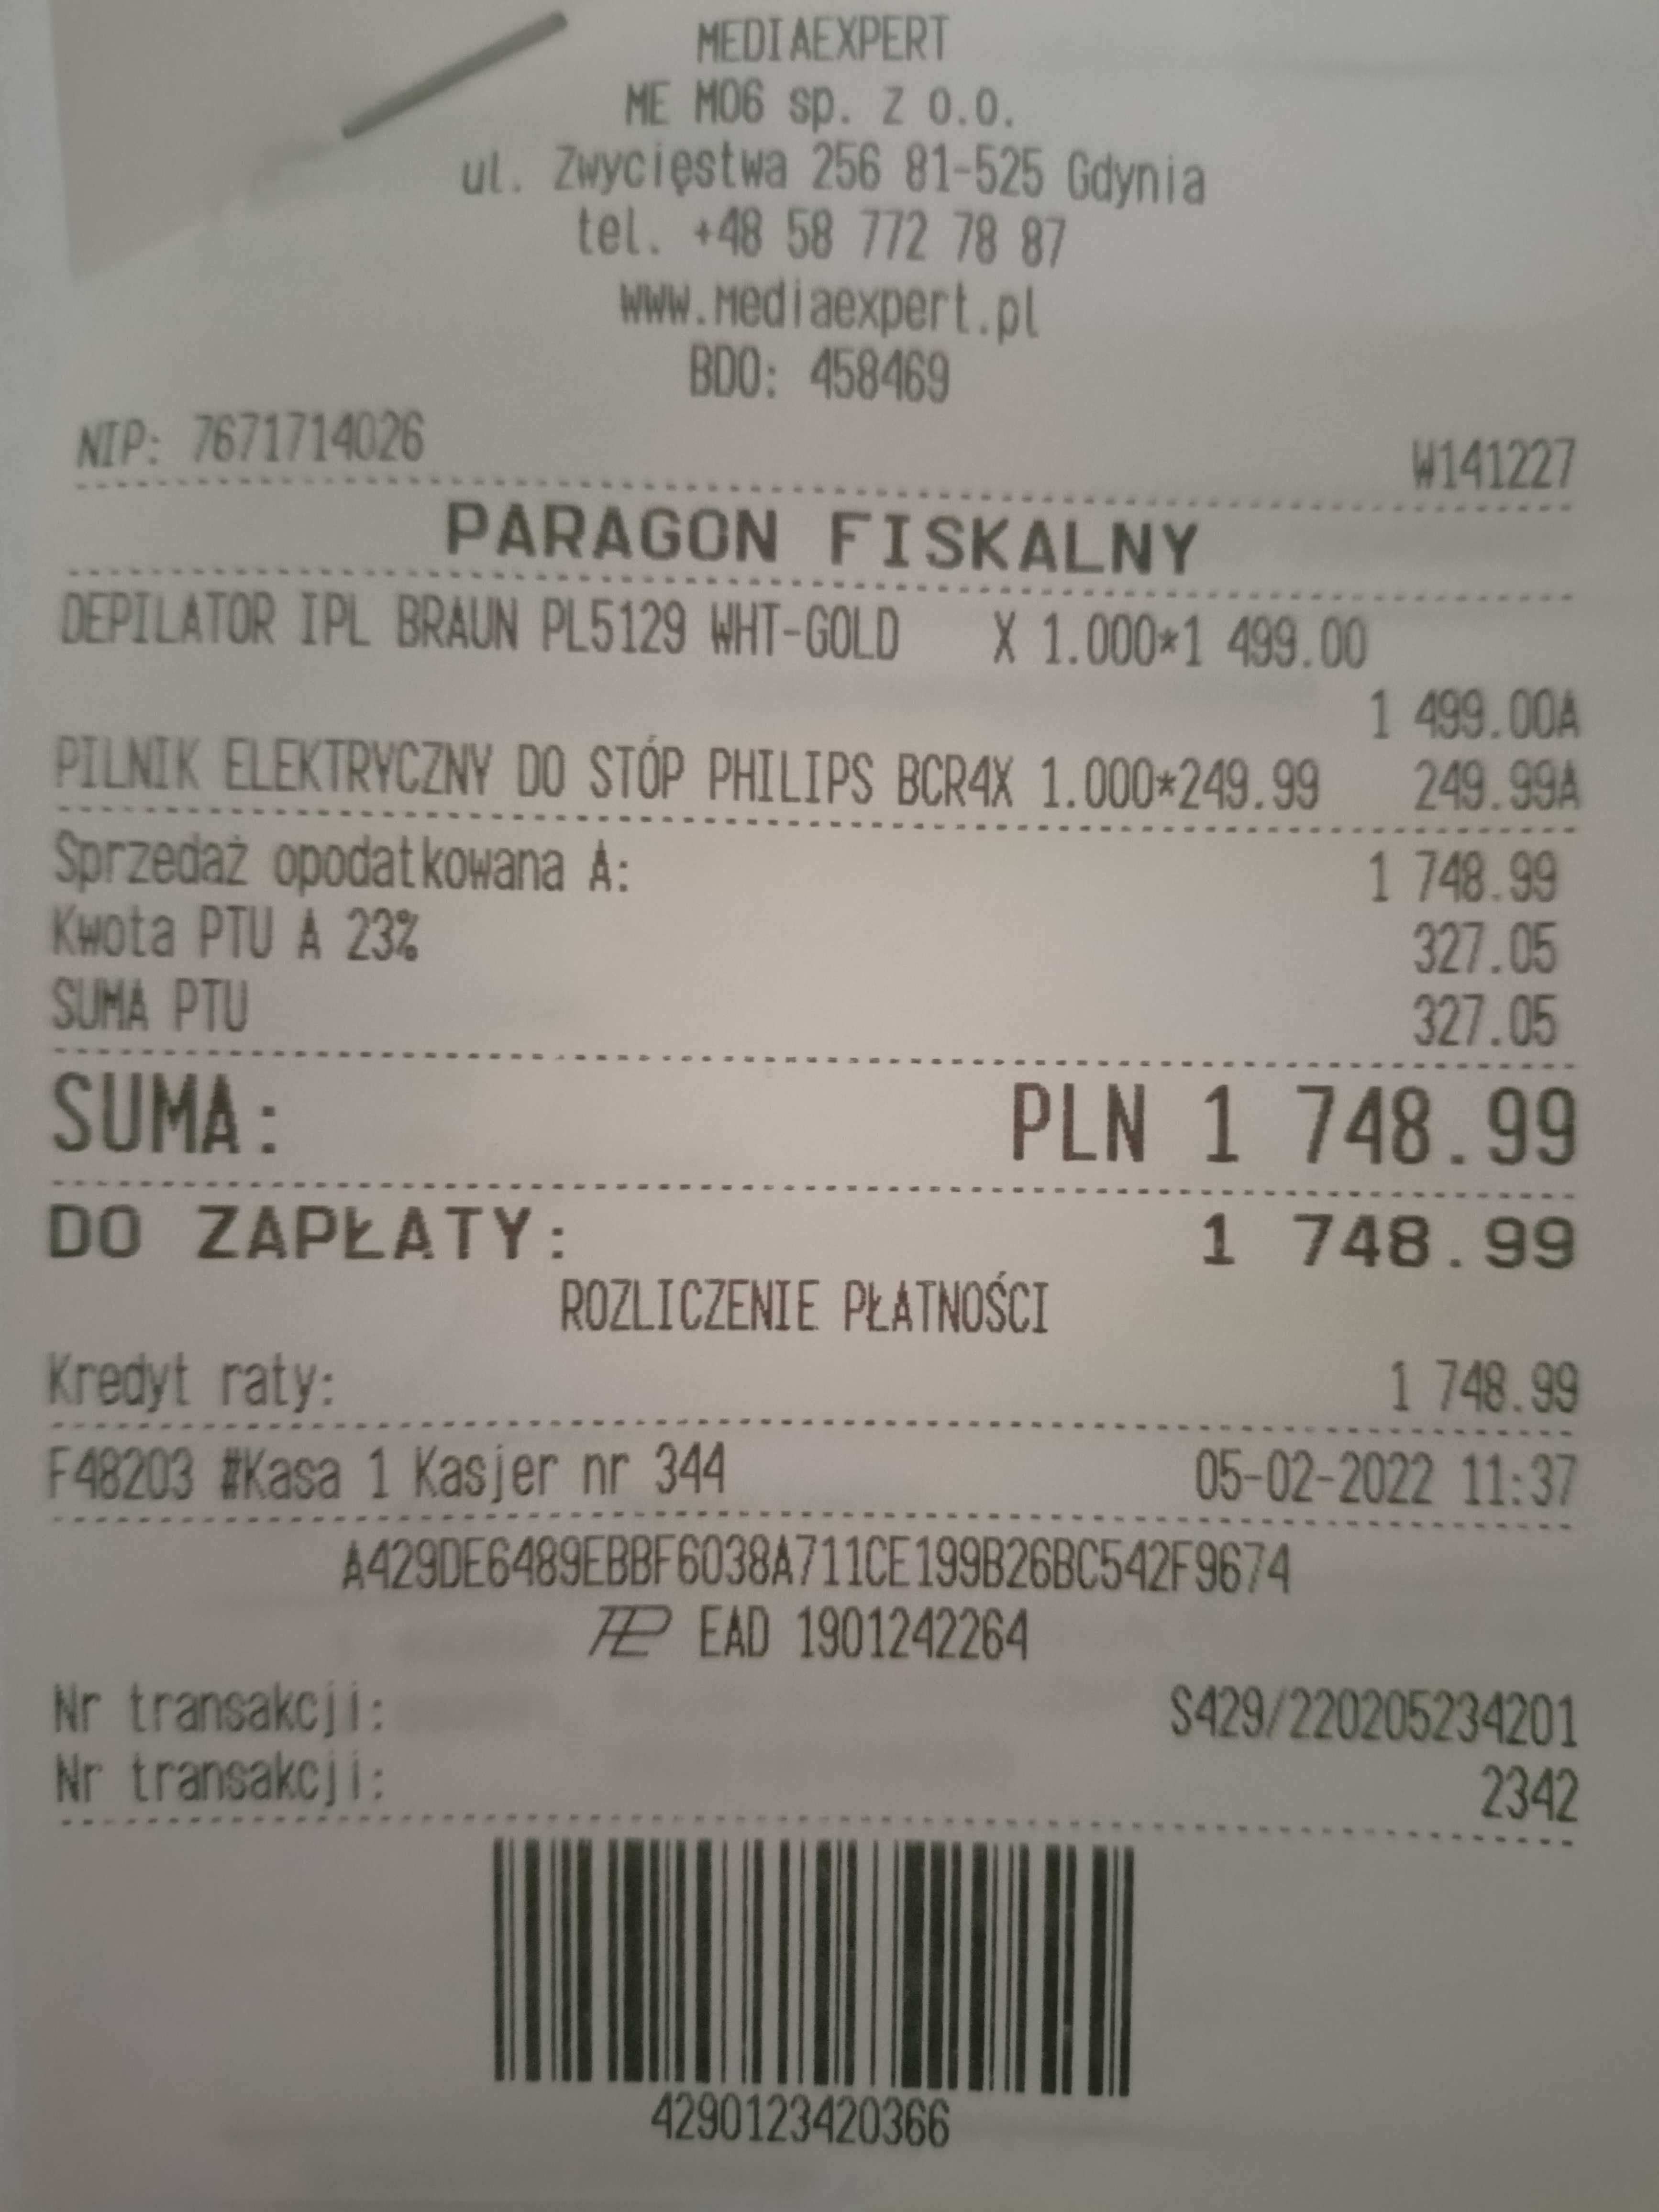 MEDIAEXPERT
ME M06 sp. z o.o.
ul. Zwycięstwa 256 81-525 Gdynia
tel. +48 58 772 78 87
www.mediaexpert.pl
BDO: 458469
NIP: 7671714026 W141227
PARAGON FISKALNY
DEPILATOR IPL BRAUN PL5129 WHT-GOLD X 1.000*1 499.00
1 499.00A
PILNIK ELEKTRYCZNY DO STÓP PHILIPS BCR4X 1.000*249.99 249.99A
Sprzedaż opodatkowana A: 1 748.99
Kwota PTU A 23% 327.05
SUMA PTU 327.05
SUMA: PLN 1 748.99
DO ZAPŁATY: 1 748.99
ROZLICZENIE PŁATNOŚCI
Kredyt raty: 1 748.99
F48203 #Kasa 1 Kasjer nr 344 05-02-2022 11:37
A429DE6489EBBF6038A711CE199B26BC542F9674
EAD 1901242264
Nr transakcji: S429/220205234201
Nr transakcji: 2342
4290123420366